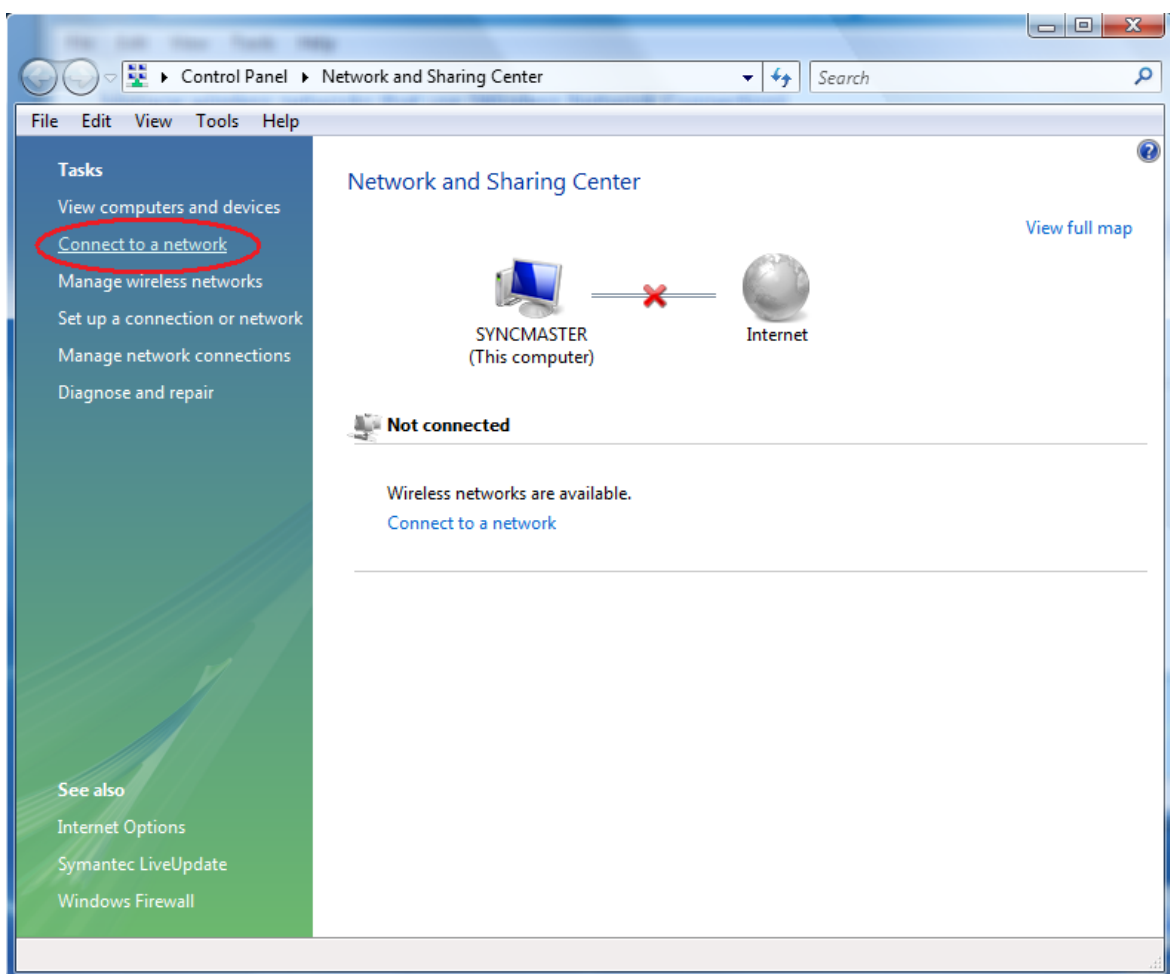 Control Panel
Network and Sharing Center
Search
File Edit View Tools Help
Tasks
View computers and devices
Connect to a network
Manage wireless networks
Set up a connection or network
Manage network connections
Diagnose and repair
See also
Internet Options
Symantec LiveUpdate
Windows Firewall
Network and Sharing Center
View full map
SYNCMASTER
(This computer)
Internet
Not connected
Wireless networks are available.
Connect to a network